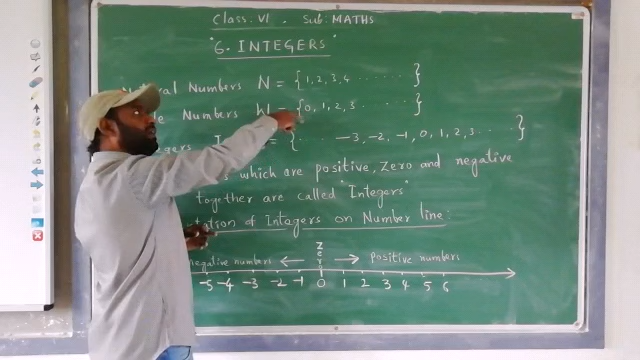 Class: VI . Sub: MATHS
"6. INTEGERS"
Numbers N = { 1, 2, 3, 4 . . . . . . }
Numbers W = { 0, 1, 2, 3 . . . . . }
= { . . . -3, -2, -1, 0, 1, 2, 3 . . . . }
which are positive, Zero and negative
together are called "Integers"
of Integers on Number line:
Zero
negative numbers ← → positive numbers
-5 -4 -3 -2 -1 0 1 2 3 4 5 6